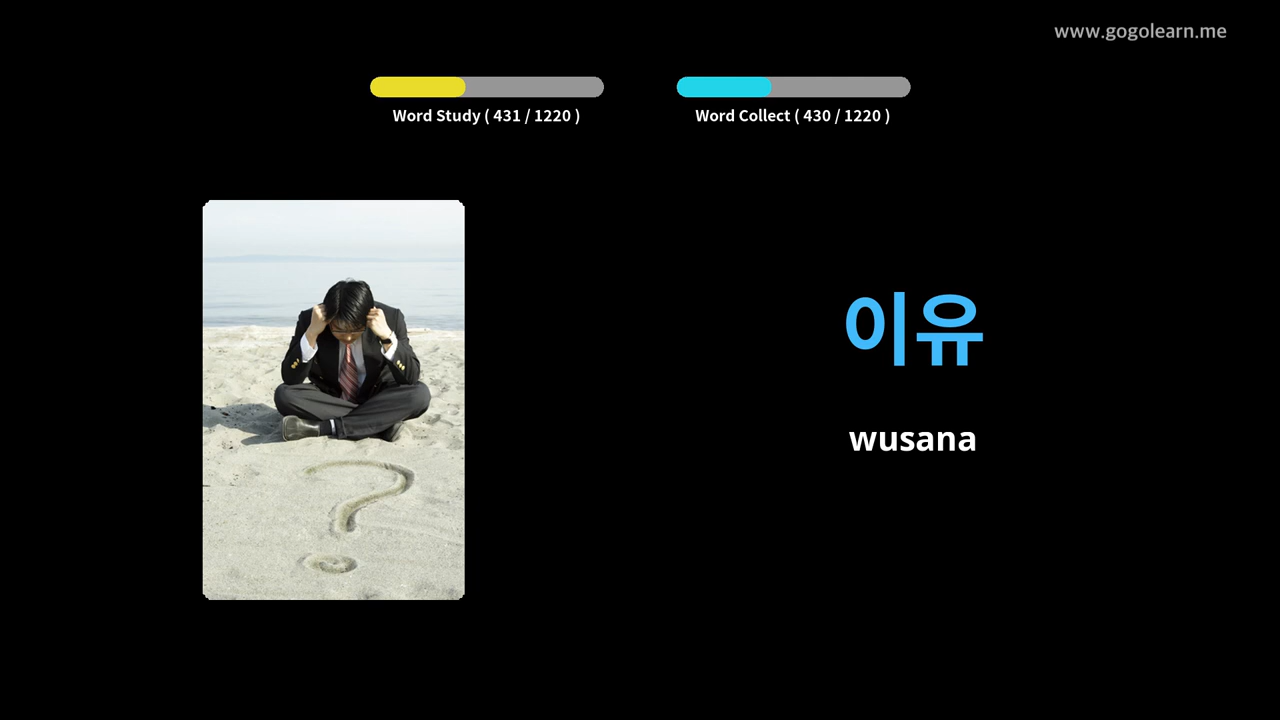 www.gogolearn.me
Word Study ( 431 / 1220 )
Word Collect ( 430 / 1220 )
이유
wusana
?